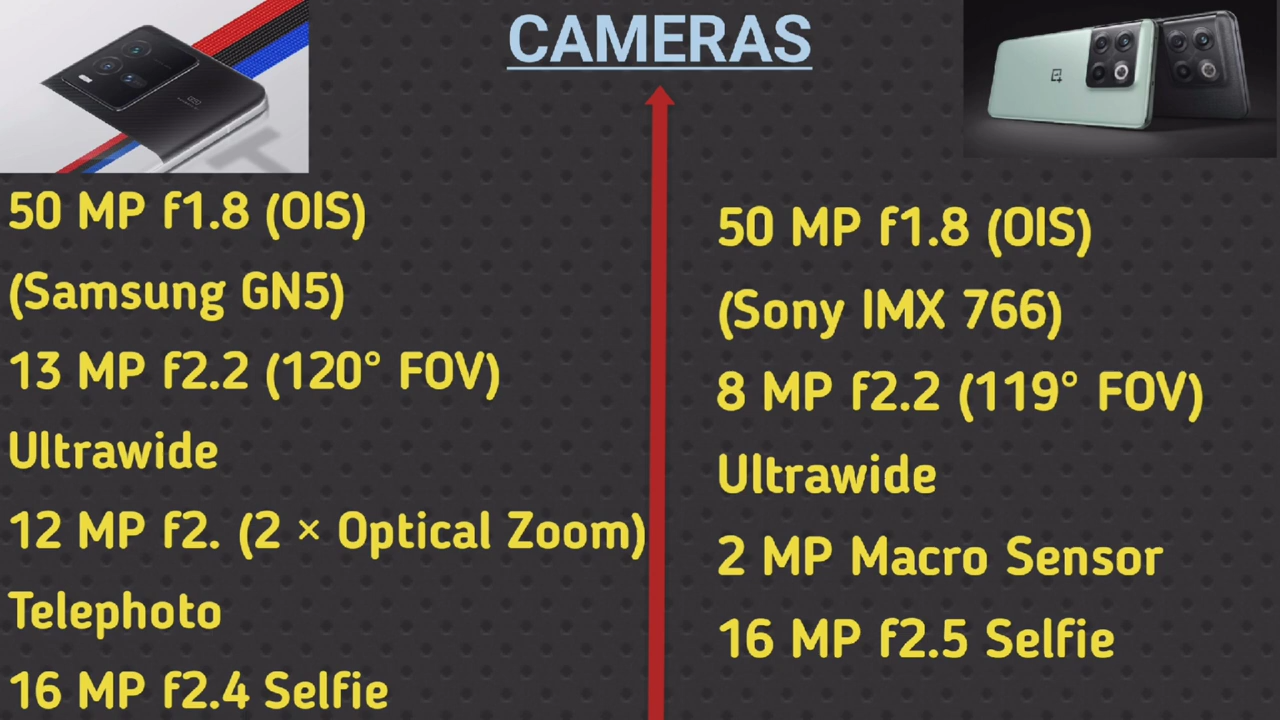 CAMERAS
50 MP f1.8 (OIS)
(Samsung GN5)
13 MP f2.2 (120° FOV)
Ultrawide
12 MP f2. (2 × Optical Zoom)
Telephoto
16 MP f2.4 Selfie
50 MP f1.8 (OIS)
(Sony IMX 766)
8 MP f2.2 (119° FOV)
Ultrawide
2 MP Macro Sensor
16 MP f2.5 Selfie